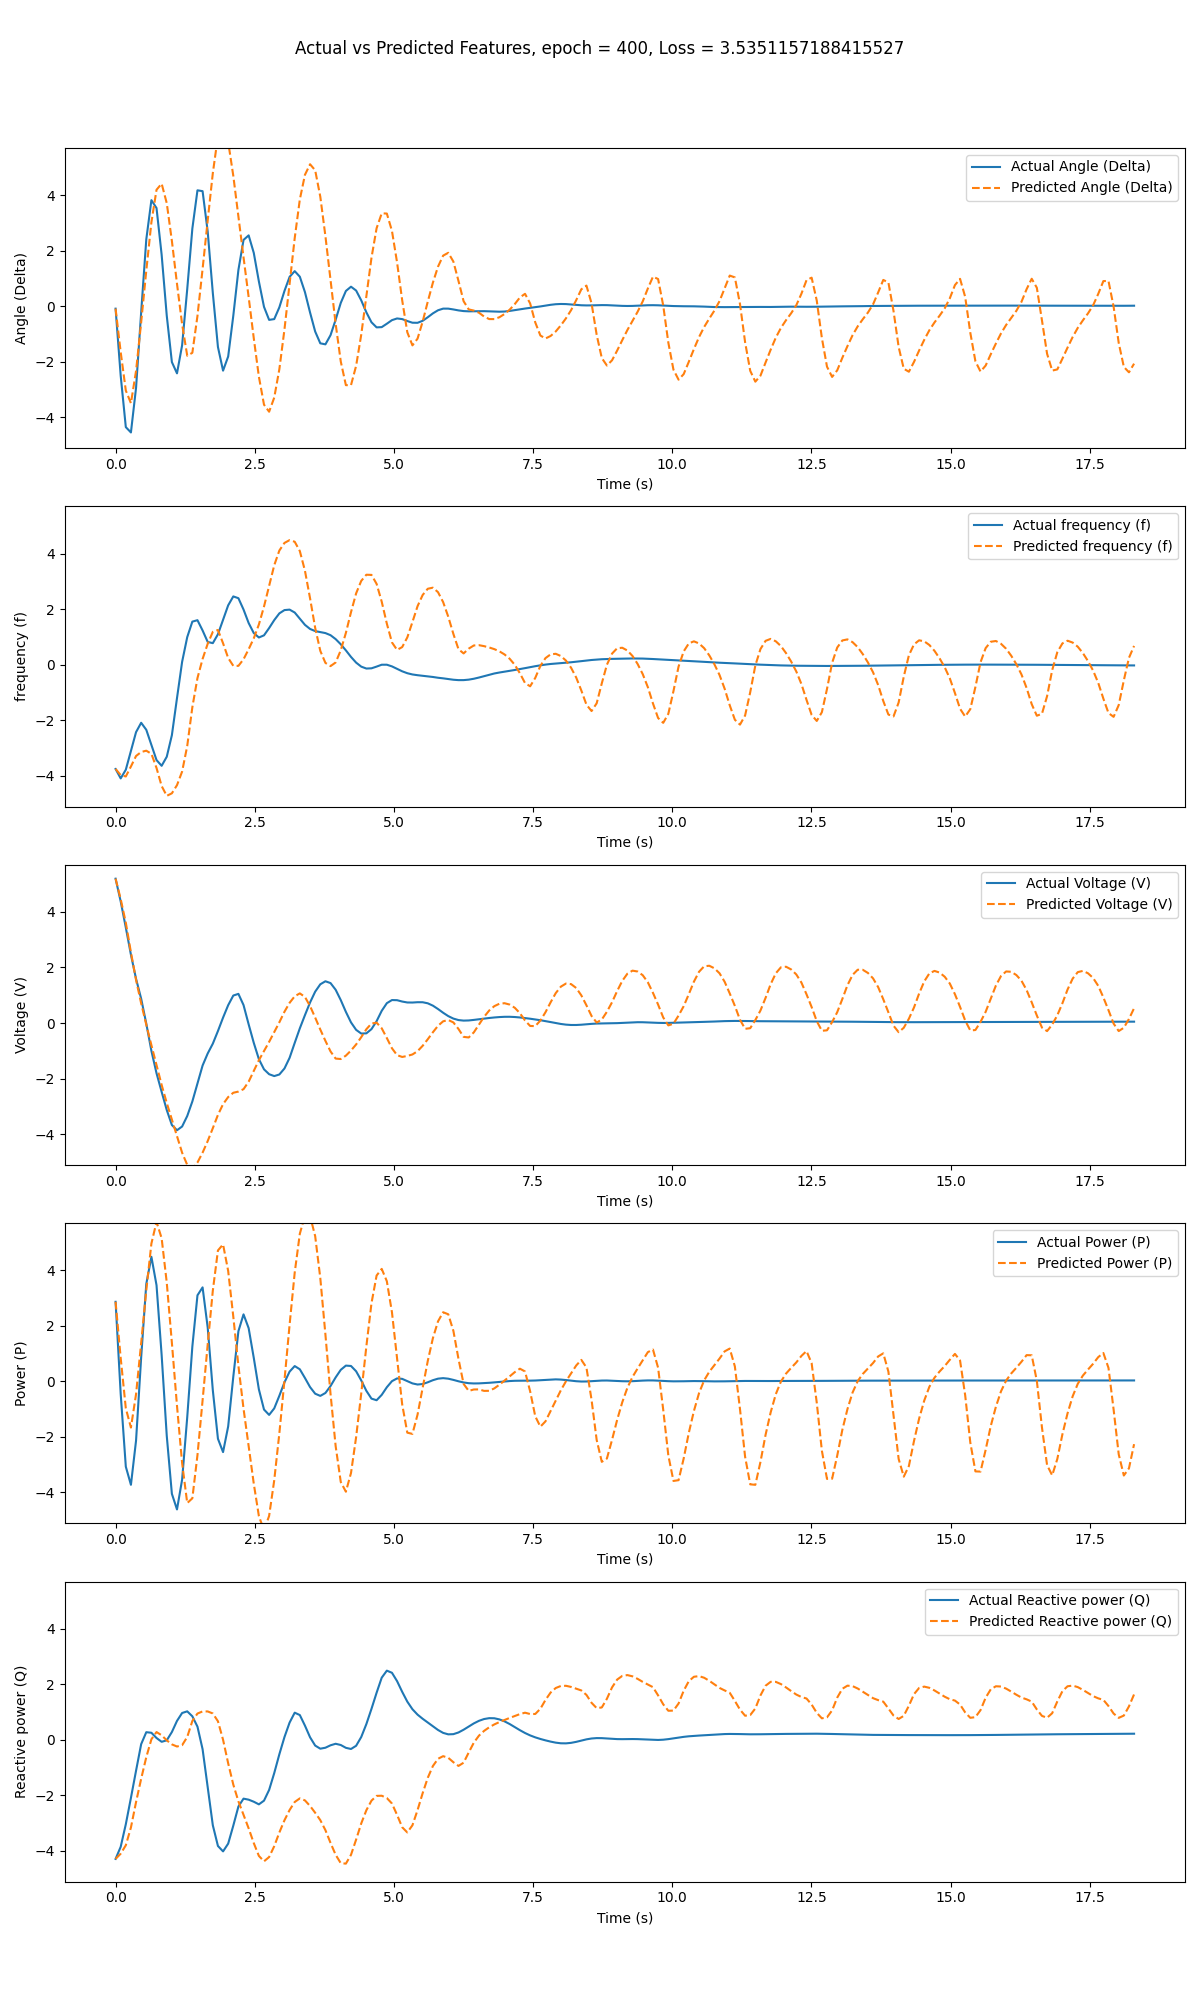 Actual vs Predicted Features, epoch = 400, Loss = 3.5351157188415527
Actual Angle (Delta)
Predicted Angle (Delta)
Angle (Delta)
4
2
0
−2
−4
0.0 2.5 5.0 7.5 10.0 12.5 15.0 17.5
Time (s)
Actual frequency (f)
Predicted frequency (f)
frequency (f)
4
2
0
−2
−4
0.0 2.5 5.0 7.5 10.0 12.5 15.0 17.5
Time (s)
Actual Voltage (V)
Predicted Voltage (V)
Voltage (V)
4
2
0
−2
−4
0.0 2.5 5.0 7.5 10.0 12.5 15.0 17.5
Time (s)
Actual Power (P)
Predicted Power (P)
Power (P)
4
2
0
−2
−4
0.0 2.5 5.0 7.5 10.0 12.5 15.0 17.5
Time (s)
Actual Reactive power (Q)
Predicted Reactive power (Q)
Reactive power (Q)
4
2
0
−2
−4
0.0 2.5 5.0 7.5 10.0 12.5 15.0 17.5
Time (s)